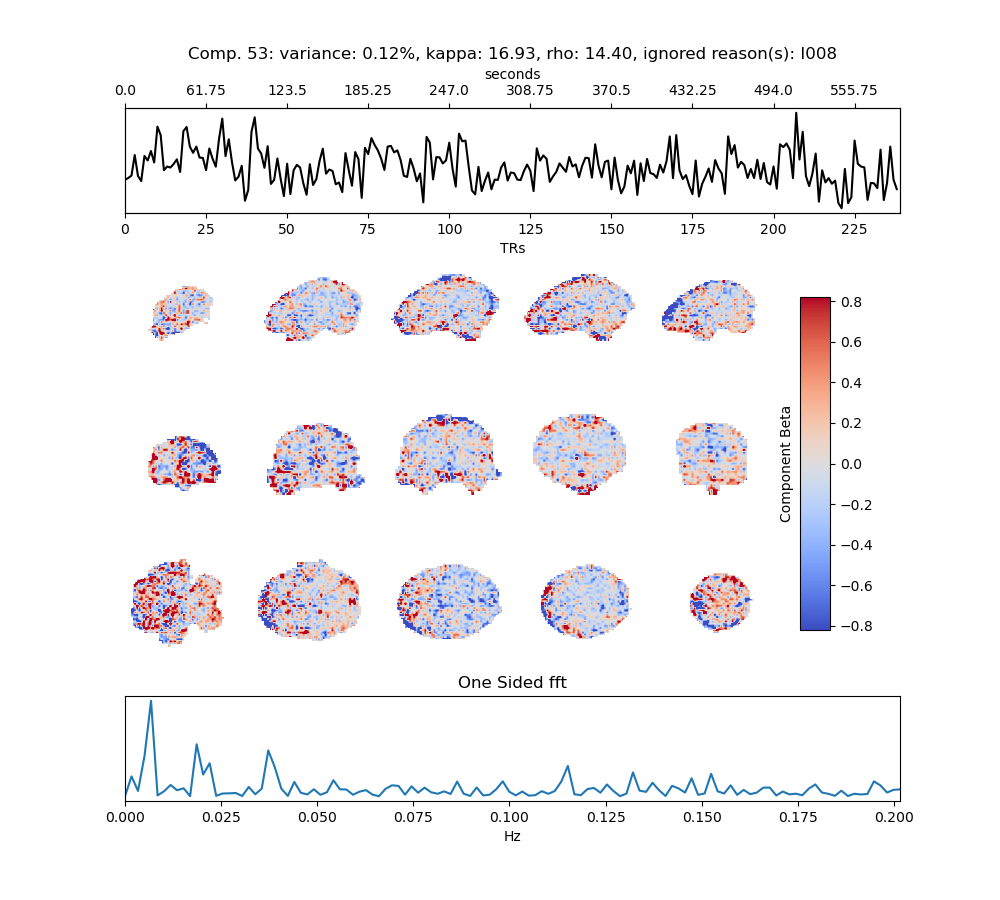 Comp. 53: variance: 0.12%, kappa: 16.93, rho: 14.40, ignored reason(s): I008
seconds
0.0 61.75 123.5 185.25 247.0 308.75 370.5 432.25 494.0 555.75
0 25 50 75 100 125 150 175 200 225
TRs
0.8
0.6
0.4
0.2
0.0
−0.2
−0.4
−0.6
−0.8
Component Beta
One Sided fft
0.000 0.025 0.050 0.075 0.100 0.125 0.150 0.175 0.200
Hz